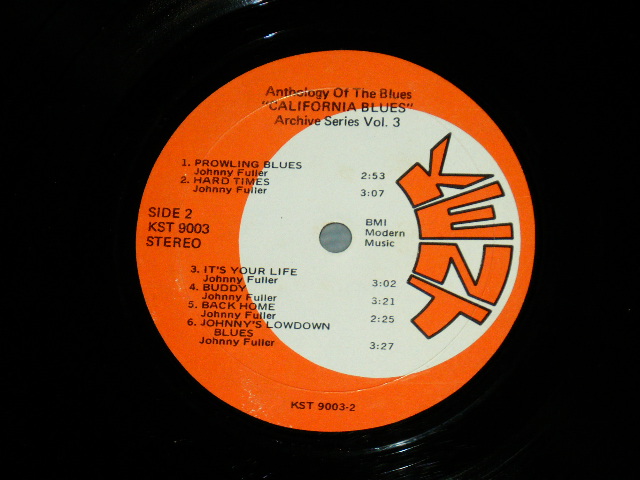 Anthology Of The Blues
"CALIFORNIA BLUES"
Archive Series Vol. 3
1. PROWLING BLUES
Johnny Fuller 2:53
2. HARD TIMES
Johnny Fuller 3:07
SIDE 2
KST 9003
STEREO
BMI
Modern
Music
KENT
3. IT'S YOUR LIFE
Johnny Fuller 3:02
4. BUDDY
Johnny Fuller 3:21
5. BACK HOME
Johnny Fuller 2:25
6. JOHNNY'S LOWDOWN
BLUES
Johnny Fuller 3:27
KST 9003-2